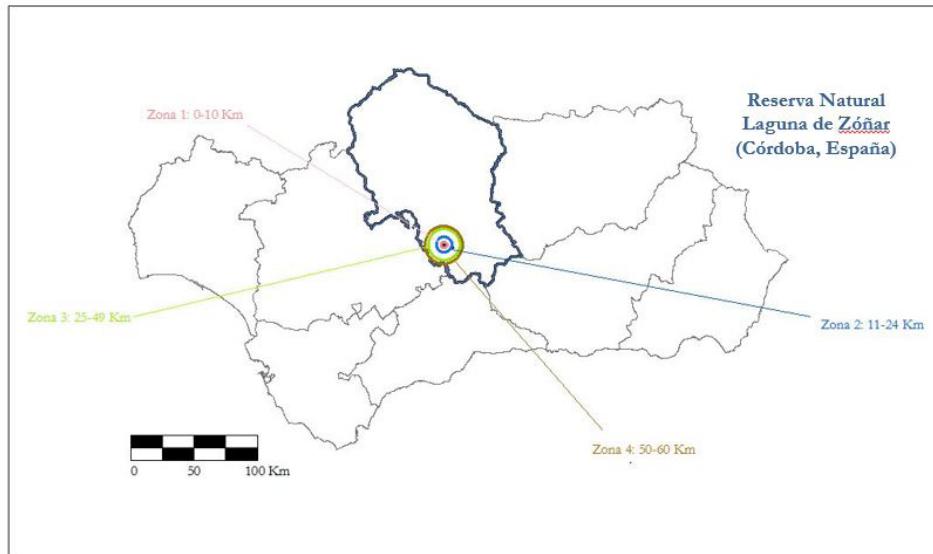 Reserva Natural
Laguna de Zóñar
(Córdoba, España)
Zona 1: 0-10 Km
Zona 3: 25-49 Km
Zona 2: 11-24 Km
Zona 4: 50-60 Km
0 50 100 Km